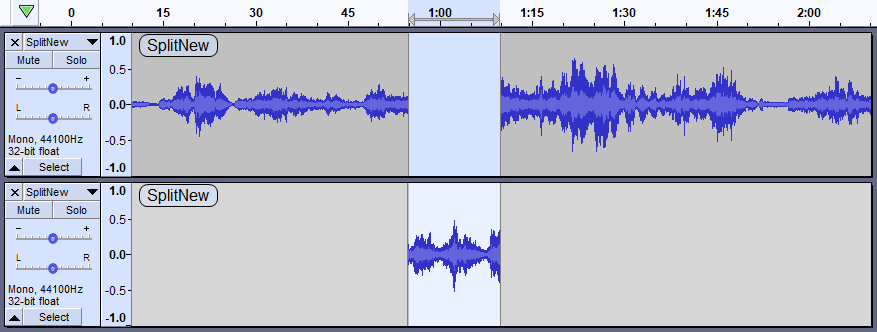 0 15 30 45 1:00 1:15 1:30 1:45 2:00
SplitNew
Mute Solo
- +
L R
Mono, 44100Hz
32-bit float
Select
1.0
0.5
0.0
-0.5
-1.0
SplitNew
SplitNew
Mute Solo
- +
L R
Mono, 44100Hz
32-bit float
Select
1.0
0.5
0.0
-0.5
-1.0
SplitNew